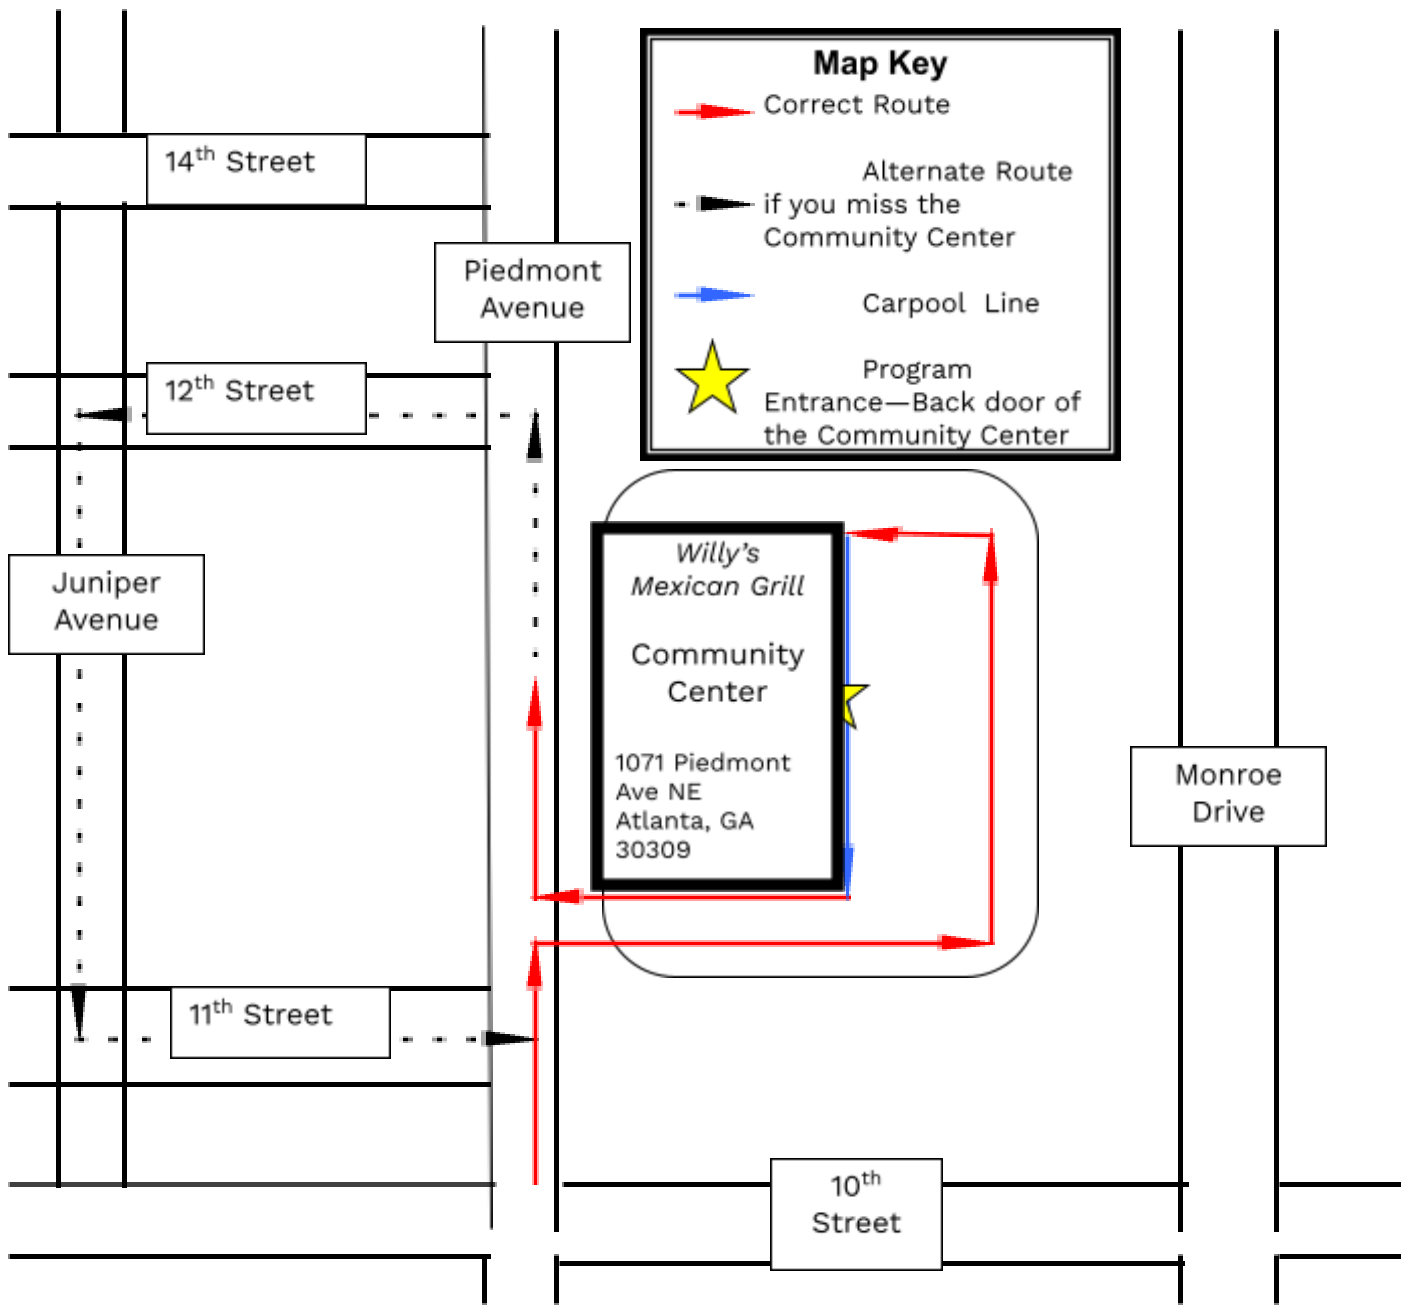 Map Key
Correct Route
Alternate Route
if you miss the
Community Center
Carpool Line
Program
Entrance—Back door of
the Community Center
14th Street
Piedmont
Avenue
12th Street
Juniper
Avenue
Willy's
Mexican Grill
Community
Center
1071 Piedmont
Ave NE
Atlanta, GA
30309
Monroe
Drive
11th Street
10th
Street